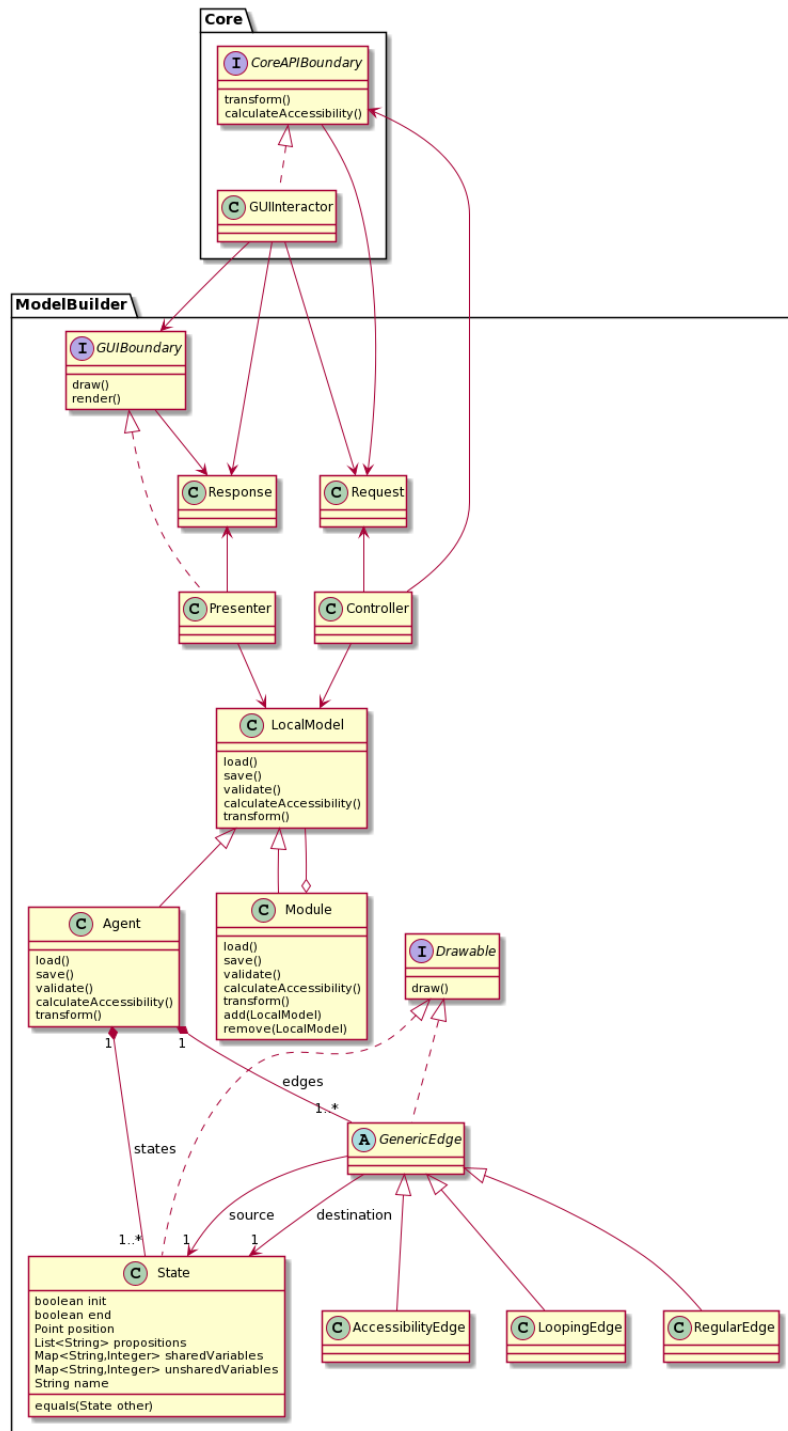 Core
I CoreAPIBoundary
transform()
calculateAccessibility()
C GUIInteractor
ModelBuilder
I GUIBoundary
draw()
render()
C Response
C Request
C Presenter
C Controller
C LocalModel
load()
save()
validate()
calculateAccessibility()
transform()
C Agent
load()
save()
validate()
calculateAccessibility()
transform()
C Module
load()
save()
validate()
calculateAccessibility()
transform()
add(LocalModel)
remove(LocalModel)
I Drawable
draw()
1
1
edges
1..*
states
A GenericEdge
source
destination
1..*
1
1
C State
boolean init
boolean end
Point position
List<String> propositions
Map<String,Integer> sharedVariables
Map<String,Integer> unsharedVariables
String name
equals(State other)
C AccessibilityEdge
C LoopingEdge
C RegularEdge